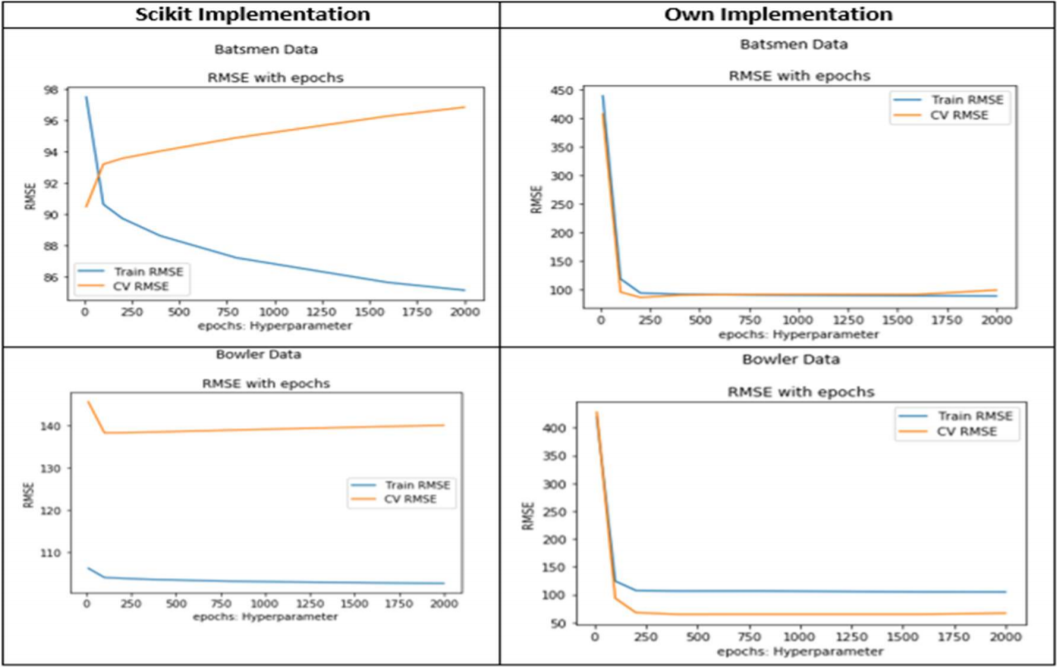 Scikit Implementation
Own Implementation
Batsmen Data
RMSE with epochs
98
96
94
92
90
88
86
RMSE
Train RMSE
CV RMSE
0 250 500 750 1000 1250 1500 1750 2000
epochs: Hyperparameter
Batsmen Data
RMSE with epochs
450
400
350
300
250
200
150
100
RMSE
Train RMSE
CV RMSE
0 250 500 750 1000 1250 1500 1750 2000
epochs: Hyperparameter
Bowler Data
RMSE with epochs
140
130
120
110
RMSE
Train RMSE
CV RMSE
0 250 500 750 1000 1250 1500 1750 2000
epochs: Hyperparameter
Bowler Data
RMSE with epochs
400
350
300
250
200
150
100
50
RMSE
Train RMSE
CV RMSE
0 250 500 750 1000 1250 1500 1750 2000
epochs: Hyperparameter